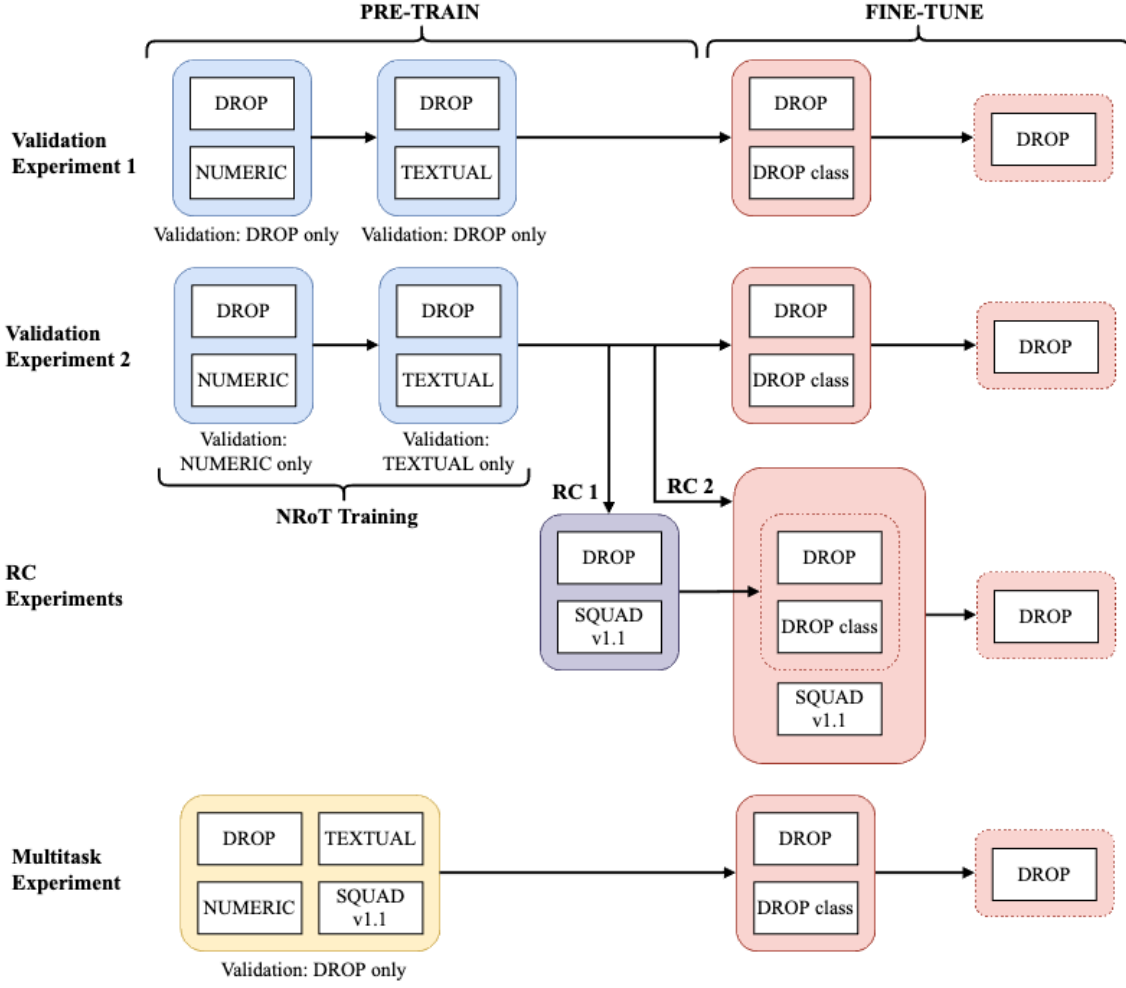 PRE-TRAIN
FINE-TUNE
Validation
Experiment 1
DROP
NUMERIC
Validation: DROP only
DROP
TEXTUAL
Validation: DROP only
DROP
DROP class
DROP
Validation
Experiment 2
DROP
NUMERIC
Validation:
NUMERIC only
DROP
TEXTUAL
Validation:
TEXTUAL only
DROP
DROP class
DROP
NRoT Training
RC 1
RC 2
RC
Experiments
DROP
SQUAD
v1.1
DROP
DROP class
SQUAD
v1.1
DROP
Multitask
Experiment
DROP
TEXTUAL
NUMERIC
SQUAD
v1.1
Validation: DROP only
DROP
DROP class
DROP